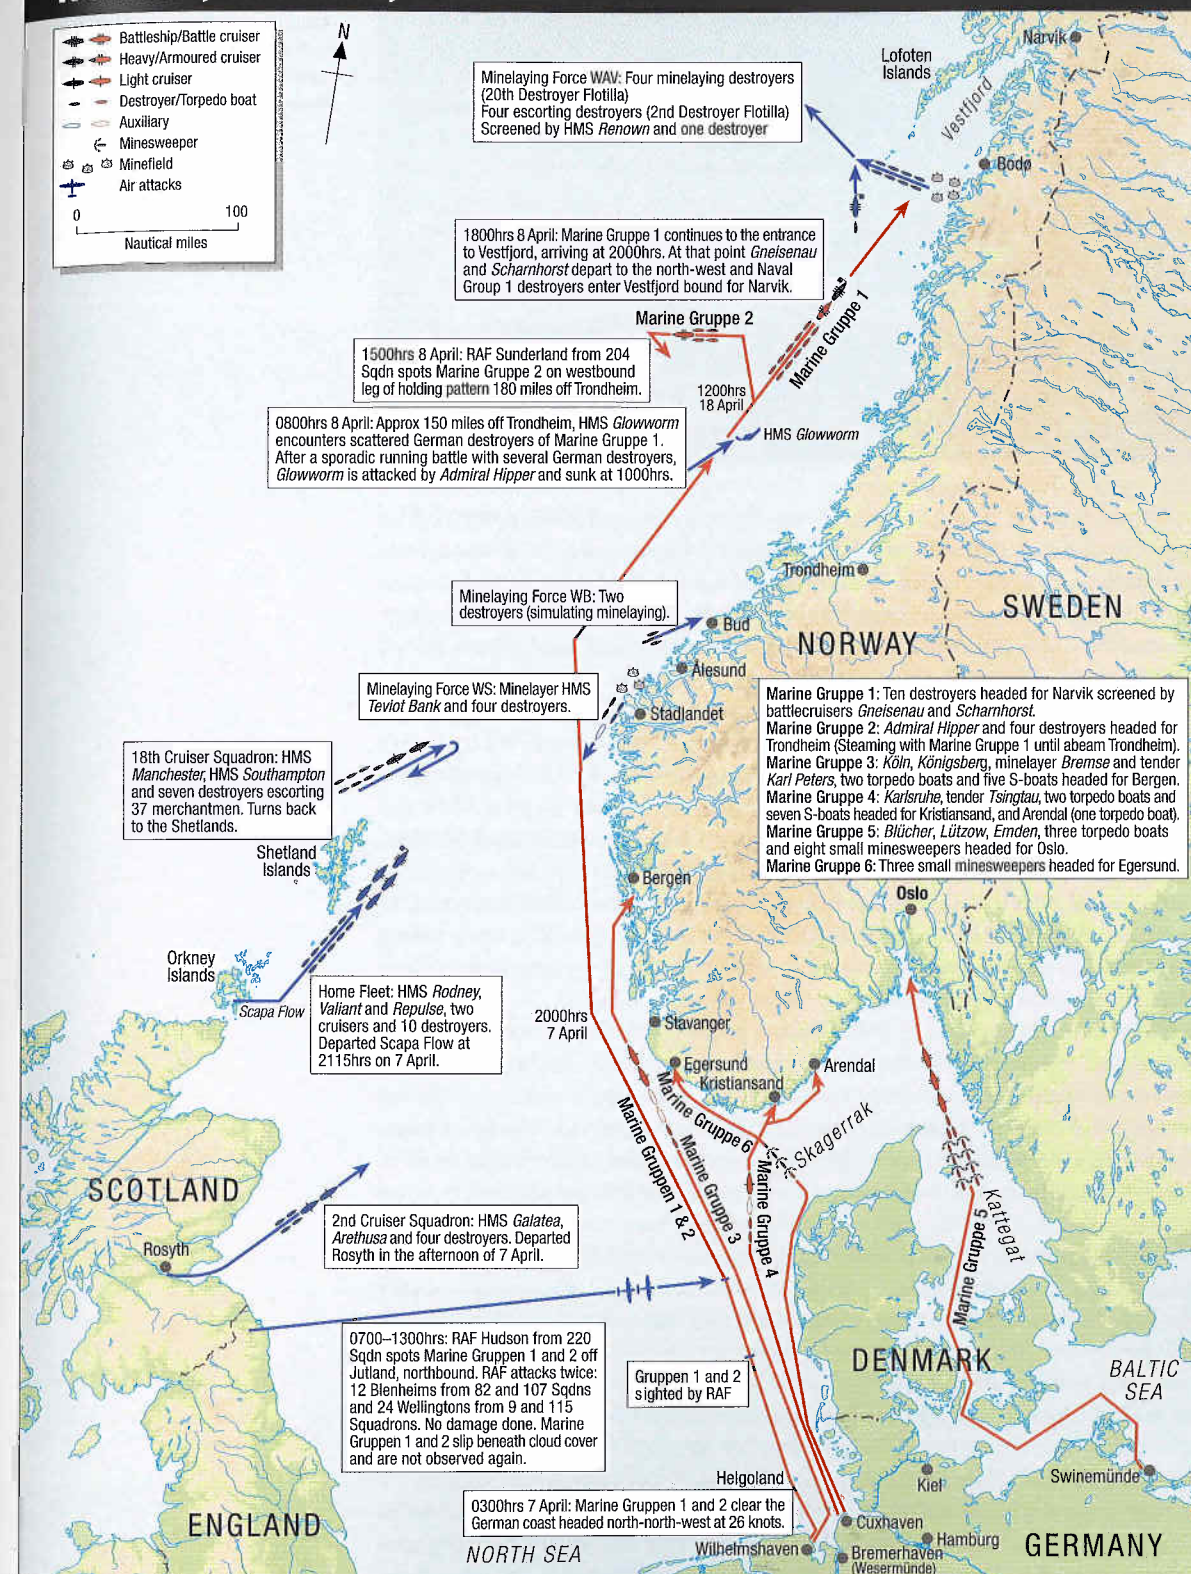 Battleship/Battle cruiser
Heavy/Armoured cruiser
Light cruiser
Destroyer/Torpedo boat
Auxiliary
Minesweeper
Minefield
Air attacks
0 100
Nautical miles
N
Narvik
Lofoten
Islands
Vestfjord
Bodø
Minelaying Force WAV: Four minelaying destroyers
(20th Destroyer Flotilla)
Four escorting destroyers (2nd Destroyer Flotilla)
Screened by HMS Renown and one destroyer
1800hrs 8 April: Marine Gruppe 1 continues to the entrance
to Vestfjord, arriving at 2000hrs. At that point Gneisenau
and Scharnhorst depart to the north-west and Naval
Group 1 destroyers enter Vestfjord bound for Narvik.
Marine Gruppe 2
Marine Gruppe 1
1500hrs 8 April: RAF Sunderland from 204
Sqdn spots Marine Gruppe 2 on westbound
leg of holding pattern 180 miles off Trondheim.
1200hrs
18 April
0800hrs 8 April: Approx 150 miles off Trondheim, HMS Glowworm
encounters scattered German destroyers of Marine Gruppe 1.
After a sporadic running battle with several German destroyers,
Glowworm is attacked by Admiral Hipper and sunk at 1000hrs.
HMS Glowworm
Trondheim
Minelaying Force WB: Two
destroyers (simulating minelaying).
Bud
SWEDEN
NORWAY
Ålesund
Minelaying Force WS: Minelayer HMS
Teviot Bank and four destroyers.
Stadlandet
Marine Gruppe 1: Ten destroyers headed for Narvik screened by
battlecruisers Gneisenau and Scharnhorst.
Marine Gruppe 2: Admiral Hipper and four destroyers headed for
Trondheim (Steaming with Marine Gruppe 1 until abeam Trondheim).
Marine Gruppe 3: Köln, Königsberg, minelayer Bremse and tender
Karl Peters, two torpedo boats and five S-boats headed for Bergen.
Marine Gruppe 4: Karlsruhe, tender Tsingtau, two torpedo boats and
seven S-boats headed for Kristiansand, and Arendal (one torpedo boat).
Marine Gruppe 5: Blücher, Lützow, Emden, three torpedo boats
and eight small minesweepers headed for Oslo.
Marine Gruppe 6: Three small minesweepers headed for Egersund.
18th Cruiser Squadron: HMS
Manchester, HMS Southampton
and seven destroyers escorting
37 merchantmen. Turns back
to the Shetlands.
Shetland
Islands
Bergen
Oslo
Orkney
Islands
Scapa Flow
Home Fleet: HMS Rodney,
Valiant and Repulse, two
cruisers and 10 destroyers.
Departed Scapa Flow at
2115hrs on 7 April.
2000hrs
7 April
Stavanger
Egersund
Kristiansand
Arendal
Marine Gruppe 6
Skagerrak
Marine Gruppen 1 & 2
Marine Gruppe 3
Marine Gruppe 4
Marine Gruppe 5
Kattegat
SCOTLAND
Rosyth
2nd Cruiser Squadron: HMS Galatea,
Arethusa and four destroyers. Departed
Rosyth in the afternoon of 7 April.
0700–1300hrs: RAF Hudson from 220
Sqdn spots Marine Gruppen 1 and 2 off
Jutland, northbound. RAF attacks twice:
12 Blenheims from 82 and 107 Sqdns
and 24 Wellingtons from 9 and 115
Squadrons. No damage done. Marine
Gruppen 1 and 2 slip beneath cloud cover
and are not observed again.
Gruppen 1 and 2
sighted by RAF
DENMARK
BALTIC
SEA
Helgoland
Kiel
Swinemünde
0300hrs 7 April: Marine Gruppen 1 and 2 clear the
German coast headed north-north-west at 26 knots.
ENGLAND
NORTH SEA
Wilhelmshaven
Cuxhaven
Hamburg
Bremerhaven
(Wesermünde)
GERMANY